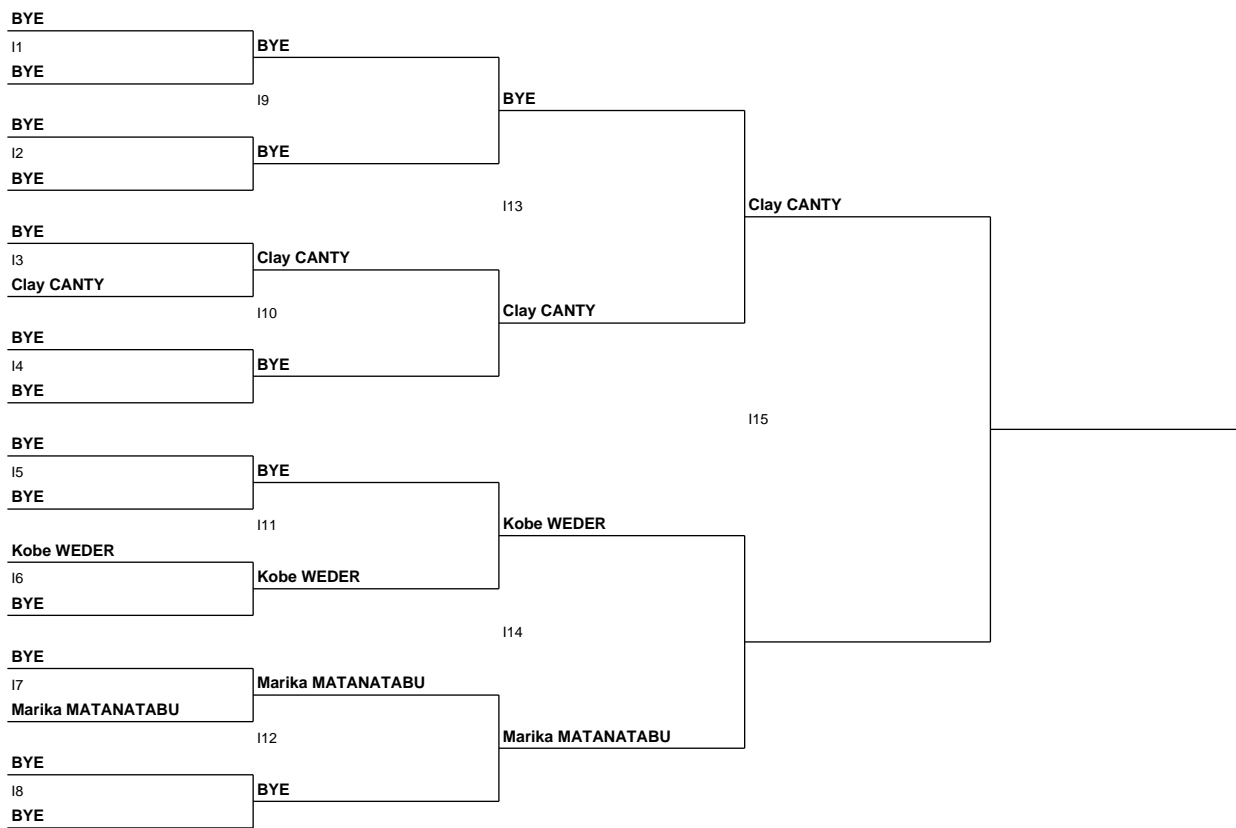 BYE
I1
BYE
BYE
I9
BYE
BYE
I2
BYE
BYE
I13
Clay CANTY
BYE
I3
Clay CANTY
Clay CANTY
I10
Clay CANTY
BYE
I4
BYE
BYE
I15
BYE
I5
BYE
BYE
I11
Kobe WEDER
Kobe WEDER
I6
Kobe WEDER
BYE
I14
BYE
I7
Marika MATANATABU
Marika MATANATABU
I12
Marika MATANATABU
BYE
I8
BYE
BYE